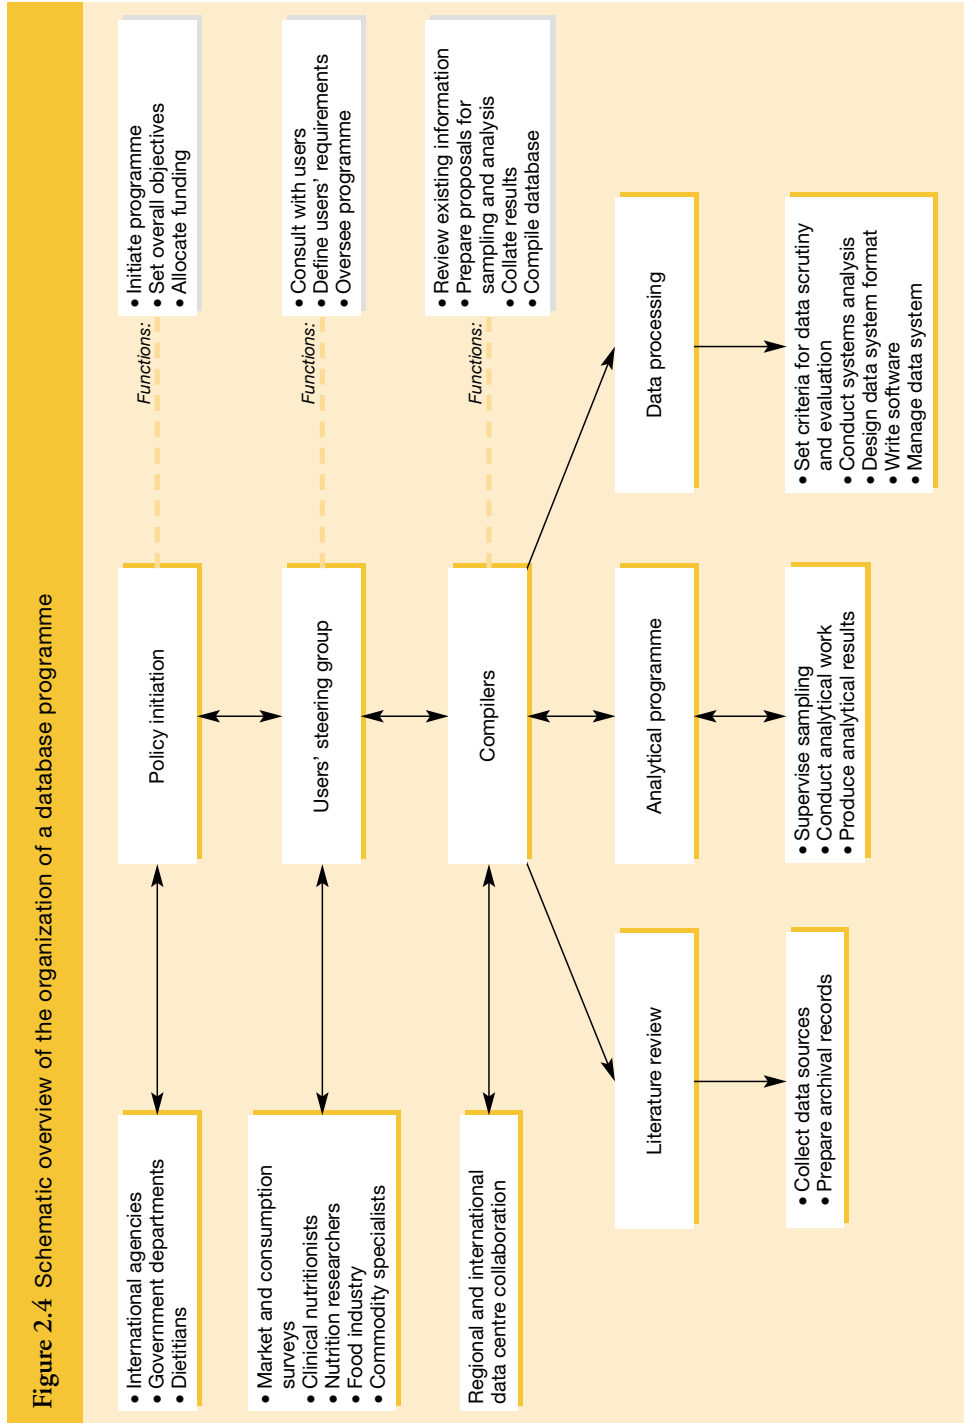 Figure 2.4 Schematic overview of the organization of a database programme
• International agencies
• Government departments
• Dietitians
Policy initiation
Functions:
• Initiate programme
• Set overall objectives
• Allocate funding
• Market and consumption
surveys
• Clinical nutritionists
• Nutrition researchers
• Food industry
• Commodity specialists
Users’ steering group
Functions:
• Consult with users
• Define users’ requirements
• Oversee programme
Regional and international
data centre collaboration
Compilers
Functions:
• Review existing information
• Prepare proposals for
sampling and analysis
• Collate results
• Compile database
Literature review
Analytical programme
Data processing
• Collect data sources
• Prepare archival records
• Supervise sampling
• Conduct analytical work
• Produce analytical results
• Set criteria for data scrutiny
and evaluation
• Conduct systems analysis
• Design data system format
• Write software
• Manage data system